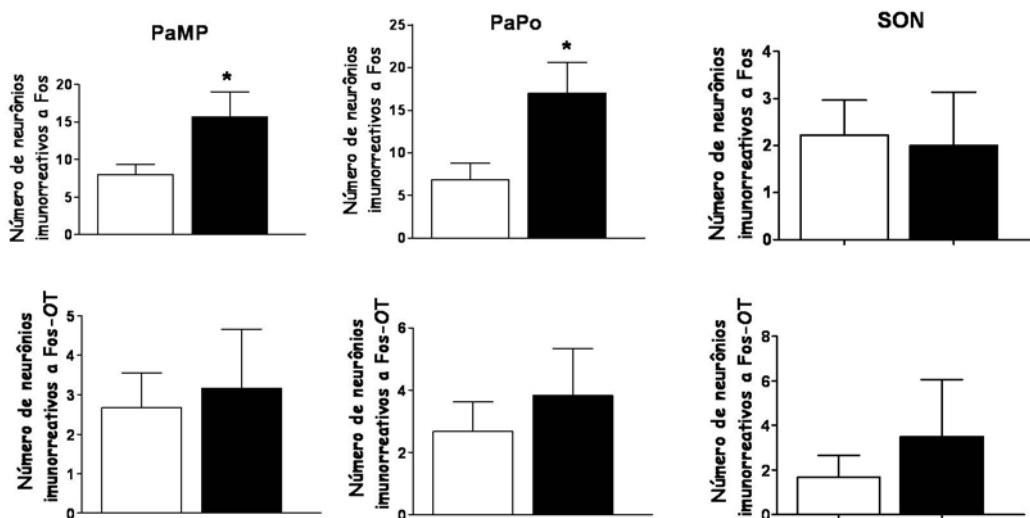 PaMP
Número de neurônios
imunorreativos a Fos
20
15
10
5
0
*
PaPo
Número de neurônios
imunorreativos a Fos
25
20
15
10
5
0
*
SON
Número de neurônios
imunorreativos a Fos
4
3
2
1
0
Número de neurônios
imunorreativos a Fos-OT
5
4
3
2
1
0
Número de neurônios
imunorreativos a Fos-OT
6
4
2
0
Número de neurônios
imunorreativos a Fos-OT
8
6
4
2
0